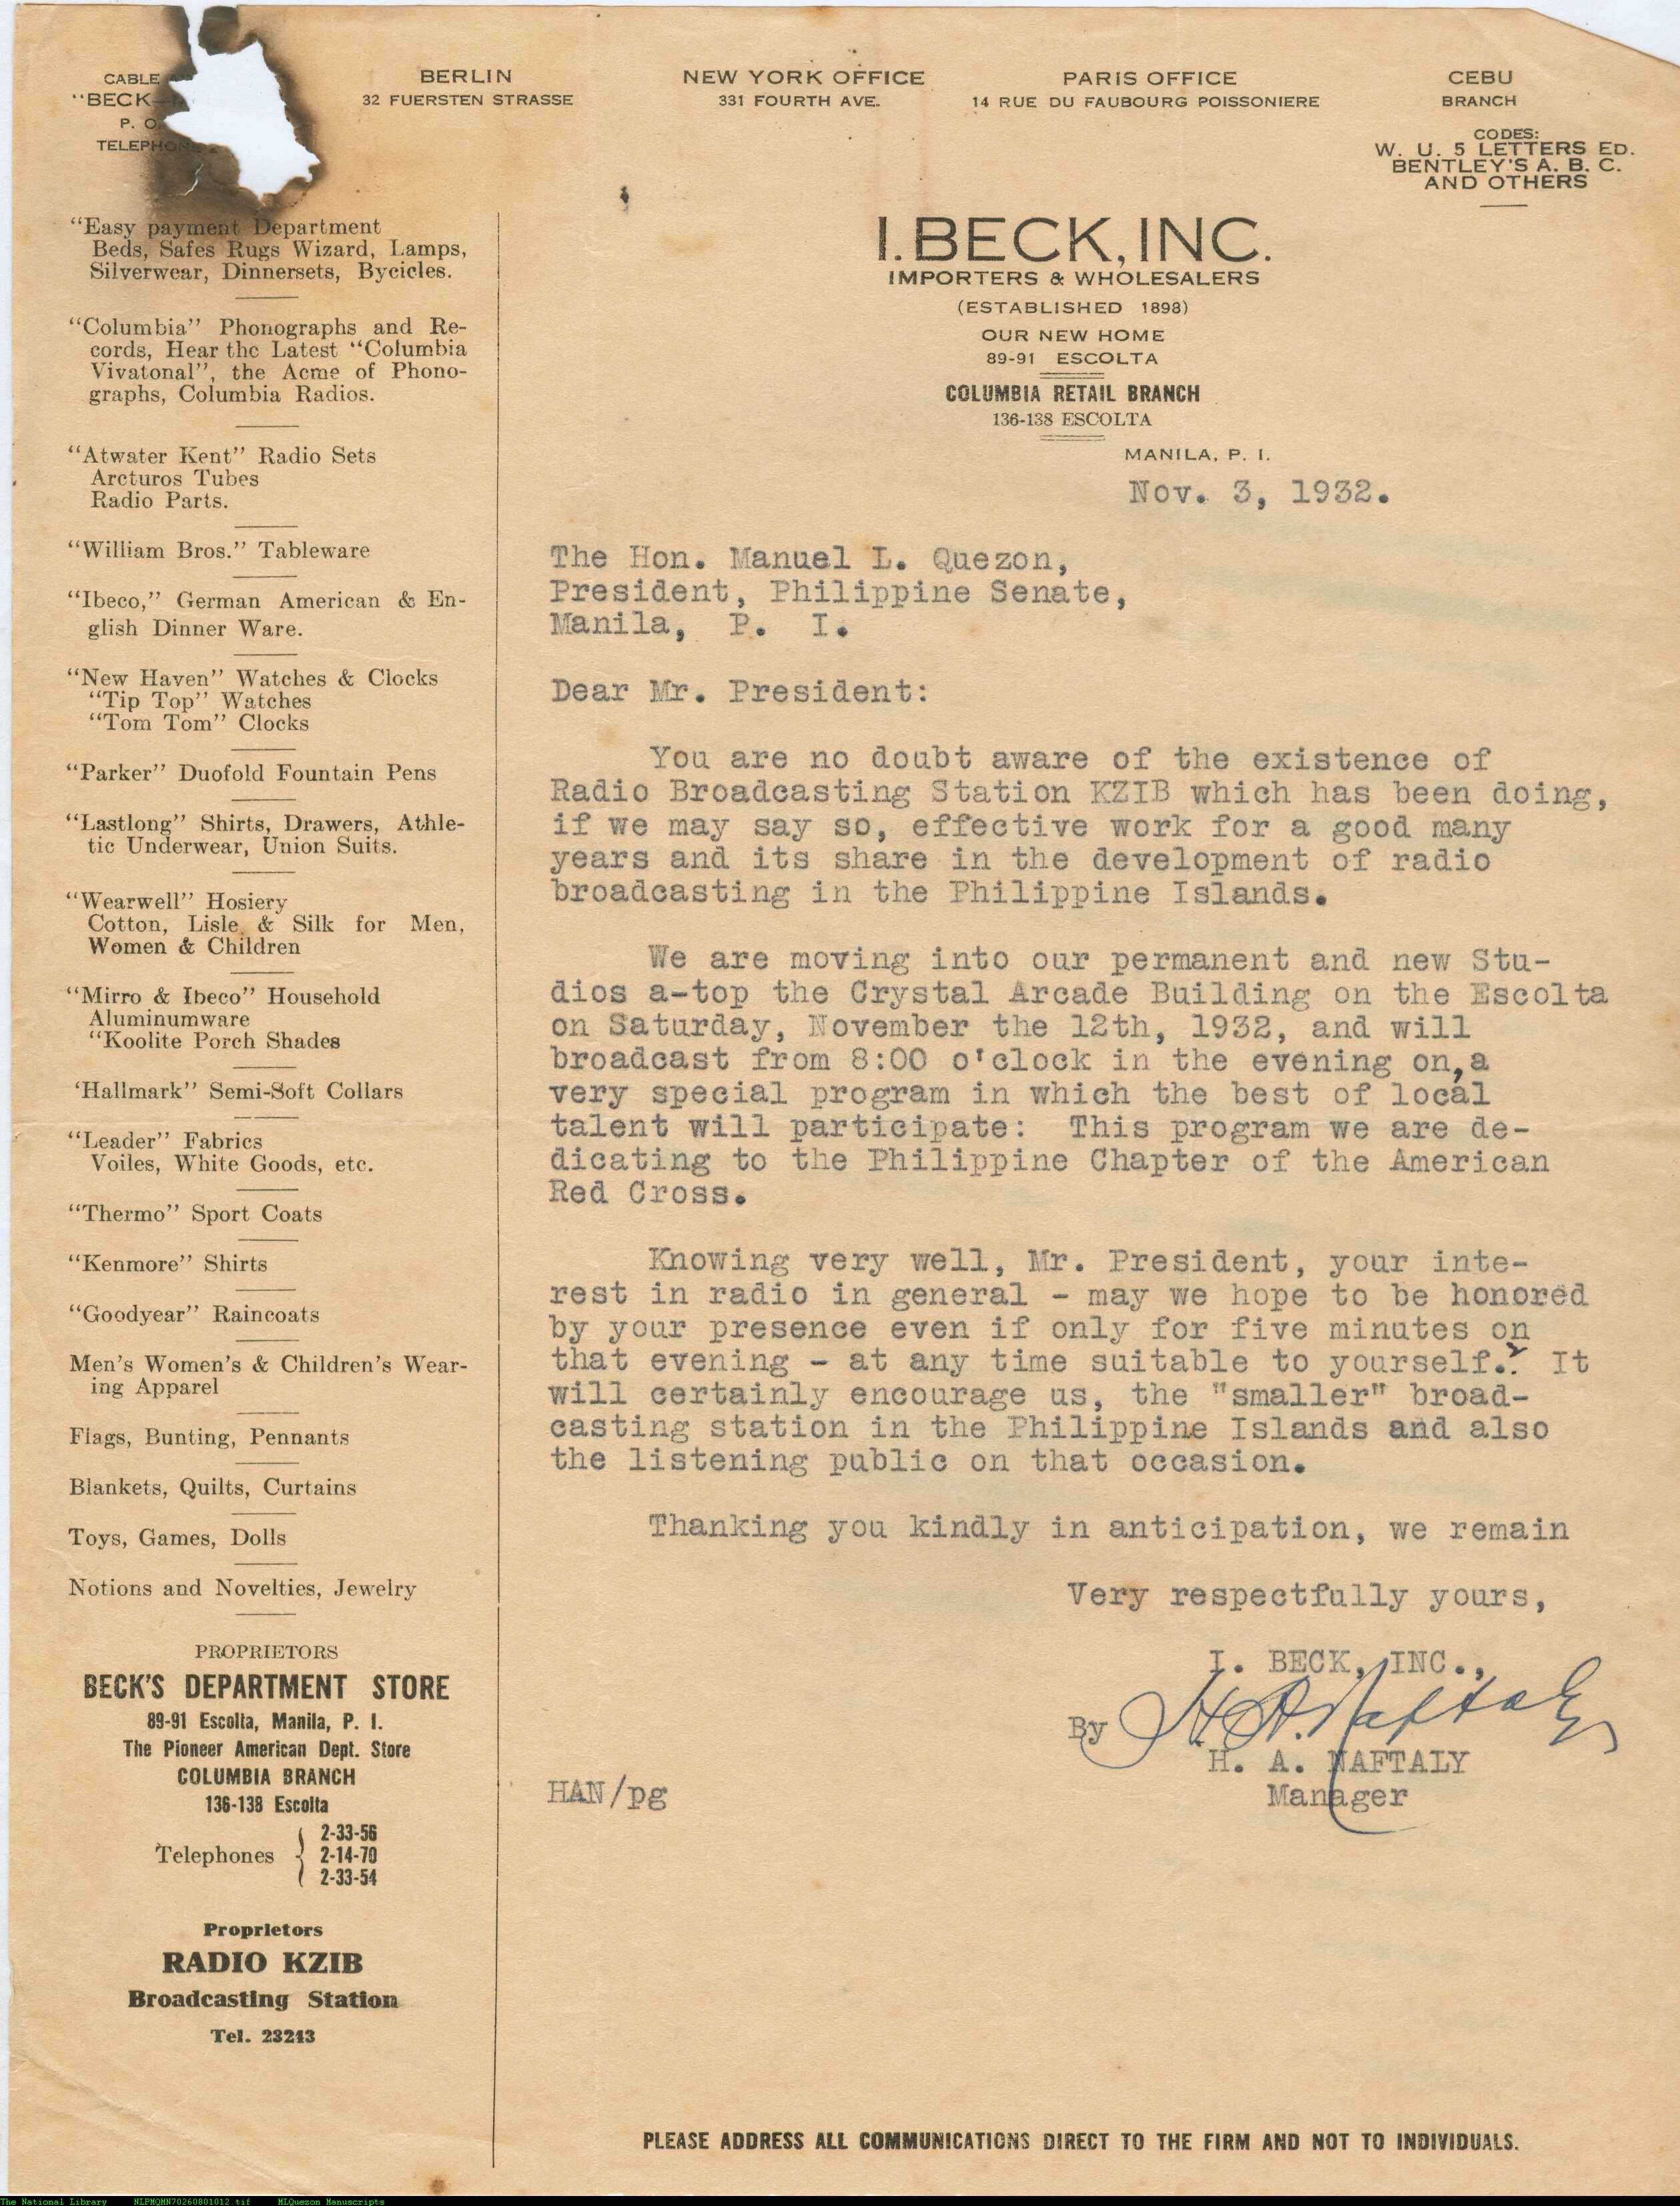 CABLE
"BECK—
P. O.
TELEPHON
BERLIN
32 FUERSTEN STRASSE
NEW YORK OFFICE
331 FOURTH AVE.
PARIS OFFICE
14 RUE DU FAUBOURG POISSONIERE
CEBU
BRANCH
CODES:
W. U. 5 LETTERS ED.
BENTLEY'S A. B. C.
AND OTHERS
I. BECK, INC.
IMPORTERS & WHOLESALERS
(ESTABLISHED 1898)
OUR NEW HOME
89-91 ESCOLTA
COLUMBIA RETAIL BRANCH
136-138 ESCOLTA
MANILA, P. I.
"Easy payment Department
Beds, Safes Rugs Wizard, Lamps,
Silverwear, Dinnersets, Bycicles.
"Columbia" Phonographs and Re-
cords, Hear the Latest "Columbia
Vivatonal", the Acme of Phono-
graphs, Columbia Radios.
"Atwater Kent" Radio Sets
Arcturos Tubes
Radio Parts.
"William Bros." Tableware
"Ibeco," German American & En-
glish Dinner Ware.
"New Haven" Watches & Clocks
"Tip Top" Watches
"Tom Tom" Clocks
"Parker" Duofold Fountain Pens
"Lastlong" Shirts, Drawers, Athle-
tic Underwear, Union Suits.
"Wearwell" Hosiery
Cotton, Lisle & Silk for Men,
Women & Children
"Mirro & Ibeco" Household
Aluminumware
"Koolite Porch Shades
'Hallmark" Semi-Soft Collars
"Leader" Fabrics
Voiles, White Goods, etc.
"Thermo" Sport Coats
"Kenmore" Shirts
"Goodyear" Raincoats
Men's Women's & Children's Wear-
ing Apparel
Flags, Bunting, Pennants
Blankets, Quilts, Curtains
Toys, Games, Dolls
Notions and Novelties, Jewelry
PROPRIETORS
BECK'S DEPARTMENT STORE
89-91 Escolta, Manila, P. I.
The Pioneer American Dept. Store
COLUMBIA BRANCH
136-138 Escolta
Telephones
2-33-56
2-14-70
2-33-54
Proprietors
RADIO KZIB
Broadcasting Station
Tel. 23243
Nov. 3, 1932.
The Hon. Manuel L. Quezon,
President, Philippine Senate,
Manila, P. I.
Dear Mr. President:
You are no doubt aware of the existence of
Radio Broadcasting Station KZIB which has been doing,
if we may say so, effective work for a good many
years and its share in the development of radio
broadcasting in the Philippine Islands.
We are moving into our permanent and new Stu-
dios a-top the Crystal Arcade Building on the Escolta
on Saturday, November the 12th, 1932, and will
broadcast from 8:00 o'clock in the evening on, a
very special program in which the best of local
talent will participate: This program we are de-
dicating to the Philippine Chapter of the American
Red Cross.
Knowing very well, Mr. President, your inte-
rest in radio in general - may we hope to be honored
by your presence even if only for five minutes on
that evening - at any time suitable to yourself.? It
will certainly encourage us, the "smaller" broad-
casting station in the Philippine Islands and also
the listening public on that occasion.
Thanking you kindly in anticipation, we remain
Very respectfully yours,
I. BECK, INC.,
By H. A. Naftaly
H. A. NAFTALY
Manager
HAN/pg
PLEASE ADDRESS ALL COMMUNICATIONS DIRECT TO THE FIRM AND NOT TO INDIVIDUALS.
The National Library NLPMQMN70260801012.tif MLQuezon Manuscripts